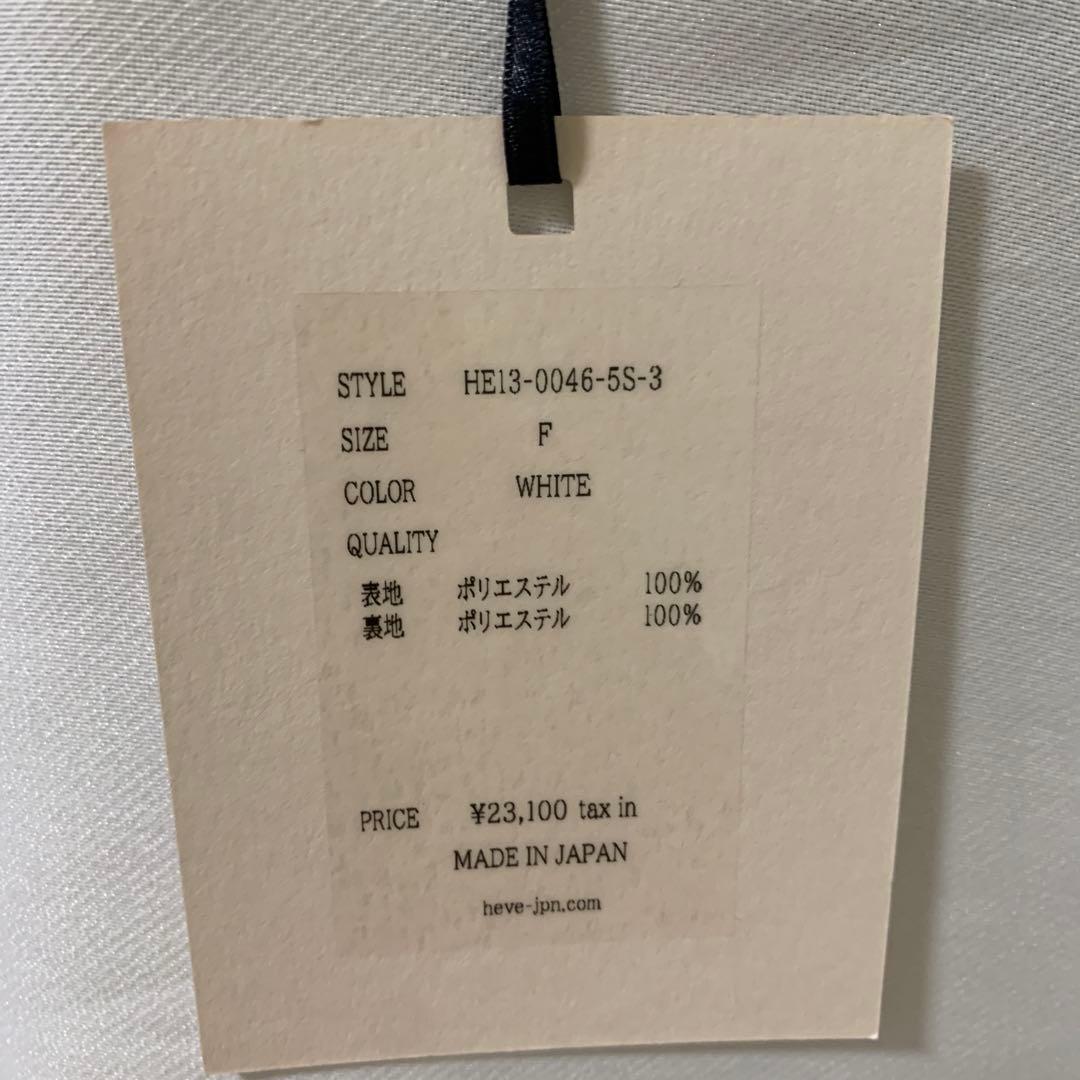 STYLE HE13-0046-5S-3
SIZE F
COLOR WHITE
QUALITY
表地 ポリエステル 100%
裏地 ポリエステル 100%
PRICE ¥23,100 tax in
MADE IN JAPAN
heve-jpn.com